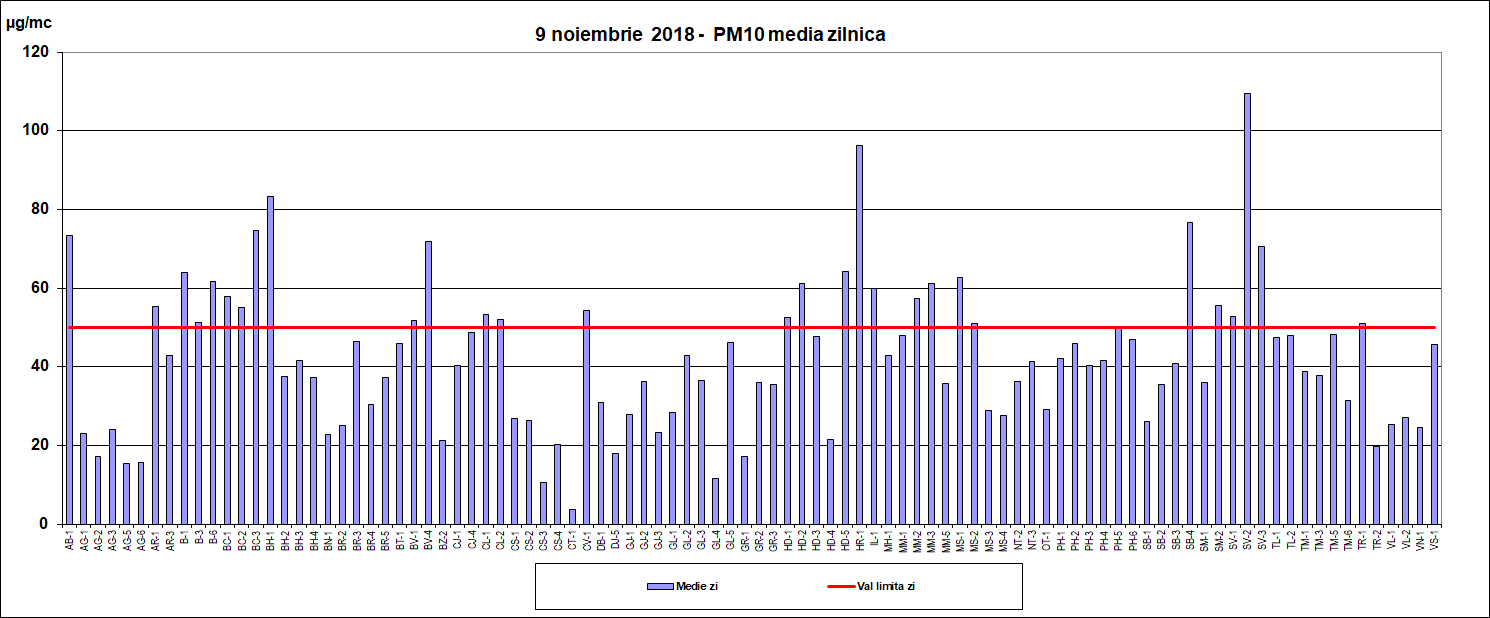 µg/mc
9 noiembrie 2018 - PM10 media zilnica
120
100
80
60
40
20
0
AB-1 AG-1 AG-2 AG-3 AG-5 AG-6 AR-1 AR-3 B-1 B-3 B-6 BC-1 BC-2 BC-3 BH-1 BH-2 BH-3 BH-4 BN-1 BR-2 BR-3 BR-4 BR-5 BT-1 BV-1 BV-4 BZ-2 CJ-1 CJ-4 CL-1 CL-2 CS-1 CS-2 CS-3 CS-4 CT-1 CV-1 DB-1 DJ-5 GJ-1 GJ-2 GJ-3 GL-1 GL-2 GL-3 GL-4 GL-5 GR-1 GR-2 GR-3 HD-1 HD-2 HD-3 HD-4 HD-5 HR-1 IL-1 MH-1 MM-1 MM-2 MM-3 MM-5 MS-1 MS-2 MS-3 MS-4 NT-2 NT-3 OT-1 PH-1 PH-2 PH-3 PH-4 PH-5 PH-6 SB-1 SB-2 SB-3 SB-4 SM-1 SM-2 SV-1 SV-2 SV-3 TL-1 TL-2 TM-1 TM-3 TM-5 TM-6 TR-1 TR-2 VL-1 VL-2 VN-1 VS-1
Medie zi Val limita zi